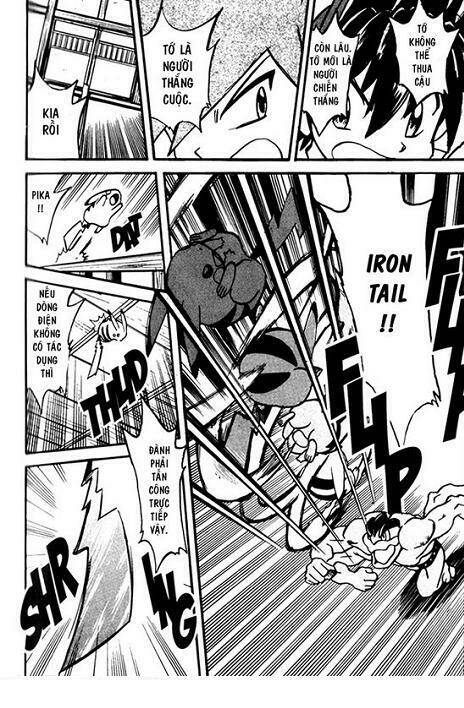 TỚ
KHÔNG
THỂ
THUA
CẬU
CÒN LÂU.
TỚ MỚI LÀ
NGƯỜI
CHIẾN
THẮNG
TỚ LÀ
NGƯỜI
THẮNG
CUỘC.
KIA
RỒI
IRON
TAIL
!!
FLIP
FLIP
PIKA
!!
DAT
NẾU
DÒNG
ĐIỆN
KHÔNG
CÓ TÁC
DỤNG
THÌ
THUD
ĐÀNH
PHẢI
TẤN
CÔNG
TRỰC
TIẾP
VẬY.
SHR
ING